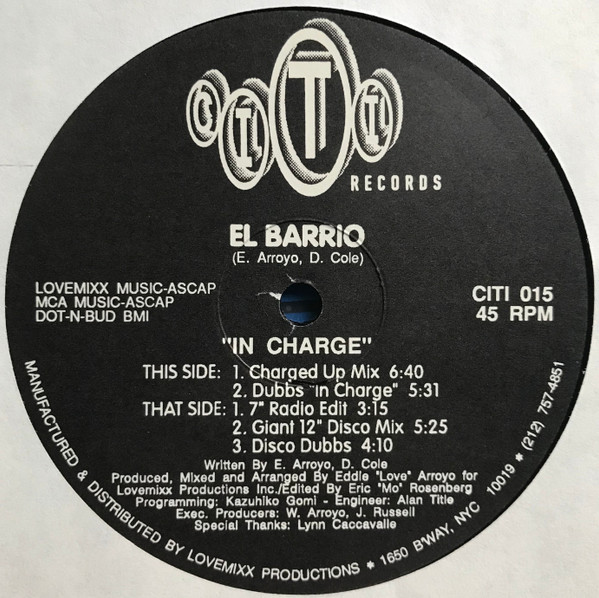 CITI
RECORDS
EL BARRIO
(E. Arroyo, D. Cole)
LOVEMIXX MUSIC-ASCAP
MCA MUSIC-ASCAP
DOT-N-BUD BMI
CITI 015
45 RPM
"IN CHARGE"
THIS SIDE: 1. Charged Up Mix 6:40
2. Dubbs "In Charge" 5:31
THAT SIDE: 1. 7" Radio Edit 3:15
2. Giant 12" Disco Mix 5:25
3. Disco Dubbs 4:10
Written By E. Arroyo, D. Cole
Produced, Mixed and Arranged By Eddie "Love" Arroyo for
Lovemixx Productions Inc./Edited By Eric "Mo" Rosenberg
Programming: Kazuhiko Gomi - Engineer: Alan Title
Exec. Producers: W. Arroyo, J. Russell
Special Thanks: Lynn Caccavalle
MANUFACTURED & DISTRIBUTED BY LOVEMIXX PRODUCTIONS * 1650 B'WAY, NYC 10019 * (212) 757-4851